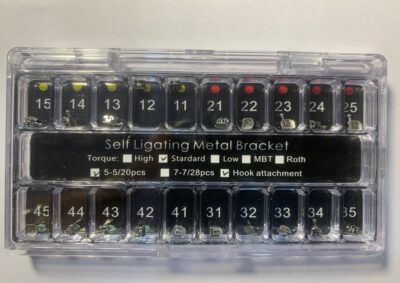 15 14 13 12 11 21 22 23 24 25
Self Ligating Metal Bracket
Torque: High Stardard Low MBT Roth
5-5/20pcs 7-7/28pcs Hook attachment
45 44 43 42 41 31 32 33 34 35